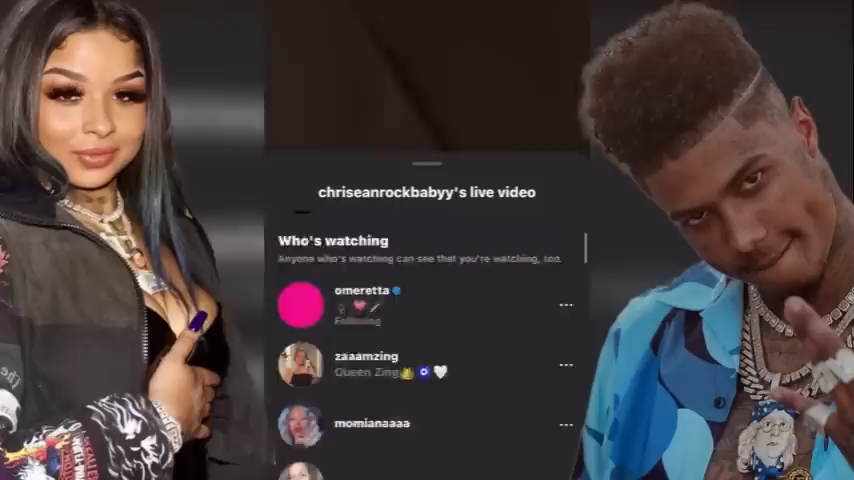 chriseanrockbabyy's live video
Who's watching
Anyone who's watching can see that you're watching, too.
omeretta
Following
zaaamzing
Queen Zing
momianaaaa